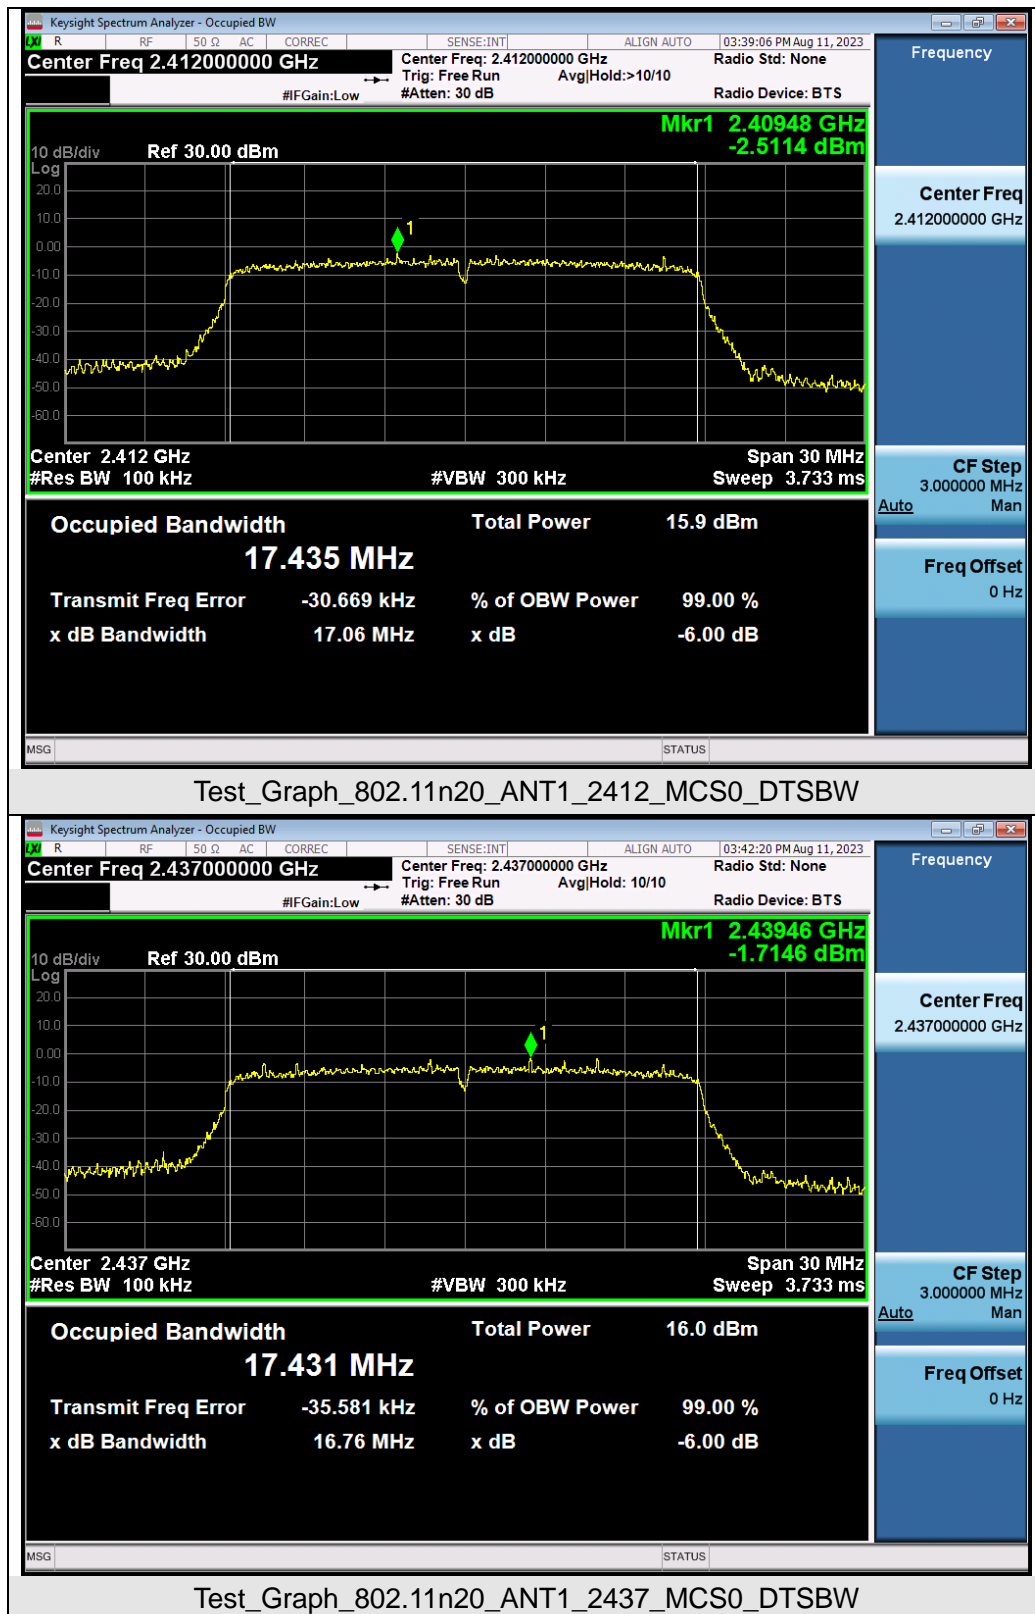 Keysight Spectrum Analyzer - Occupied BW
LXI R RF 50 Ω AC CORREC SENSE:INT ALIGN AUTO 03:39:06 PM Aug 11, 2023
Center Freq 2.412000000 GHz
Center Freq: 2.412000000 GHz
Radio Std: None
Trig: Free Run Avg|Hold:>10/10
#IFGain:Low #Atten: 30 dB Radio Device: BTS
Frequency
Mkr1 2.40948 GHz
-2.5114 dBm
10 dB/div Ref 30.00 dBm
Log
20.0
10.0
0.00
-10.0
-20.0
-30.0
-40.0
-50.0
-60.0
1
Center 2.412 GHz Span 30 MHz
#Res BW 100 kHz #VBW 300 kHz Sweep 3.733 ms
Center Freq
2.412000000 GHz
CF Step
3.000000 MHz
Auto Man
Freq Offset
0 Hz
Occupied Bandwidth Total Power 15.9 dBm
17.435 MHz
Transmit Freq Error -30.669 kHz % of OBW Power 99.00 %
x dB Bandwidth 17.06 MHz x dB -6.00 dB
MSG STATUS
Test_Graph_802.11n20_ANT1_2412_MCS0_DTSBW
Keysight Spectrum Analyzer - Occupied BW
LXI R RF 50 Ω AC CORREC SENSE:INT ALIGN AUTO 03:42:20 PM Aug 11, 2023
Center Freq 2.437000000 GHz
Center Freq: 2.437000000 GHz
Radio Std: None
Trig: Free Run Avg|Hold: 10/10
#IFGain:Low #Atten: 30 dB Radio Device: BTS
Frequency
Mkr1 2.43946 GHz
-1.7146 dBm
10 dB/div Ref 30.00 dBm
Log
20.0
10.0
0.00
-10.0
-20.0
-30.0
-40.0
-50.0
-60.0
1
Center 2.437 GHz Span 30 MHz
#Res BW 100 kHz #VBW 300 kHz Sweep 3.733 ms
Center Freq
2.437000000 GHz
CF Step
3.000000 MHz
Auto Man
Freq Offset
0 Hz
Occupied Bandwidth Total Power 16.0 dBm
17.431 MHz
Transmit Freq Error -35.581 kHz % of OBW Power 99.00 %
x dB Bandwidth 16.76 MHz x dB -6.00 dB
MSG STATUS
Test_Graph_802.11n20_ANT1_2437_MCS0_DTSBW